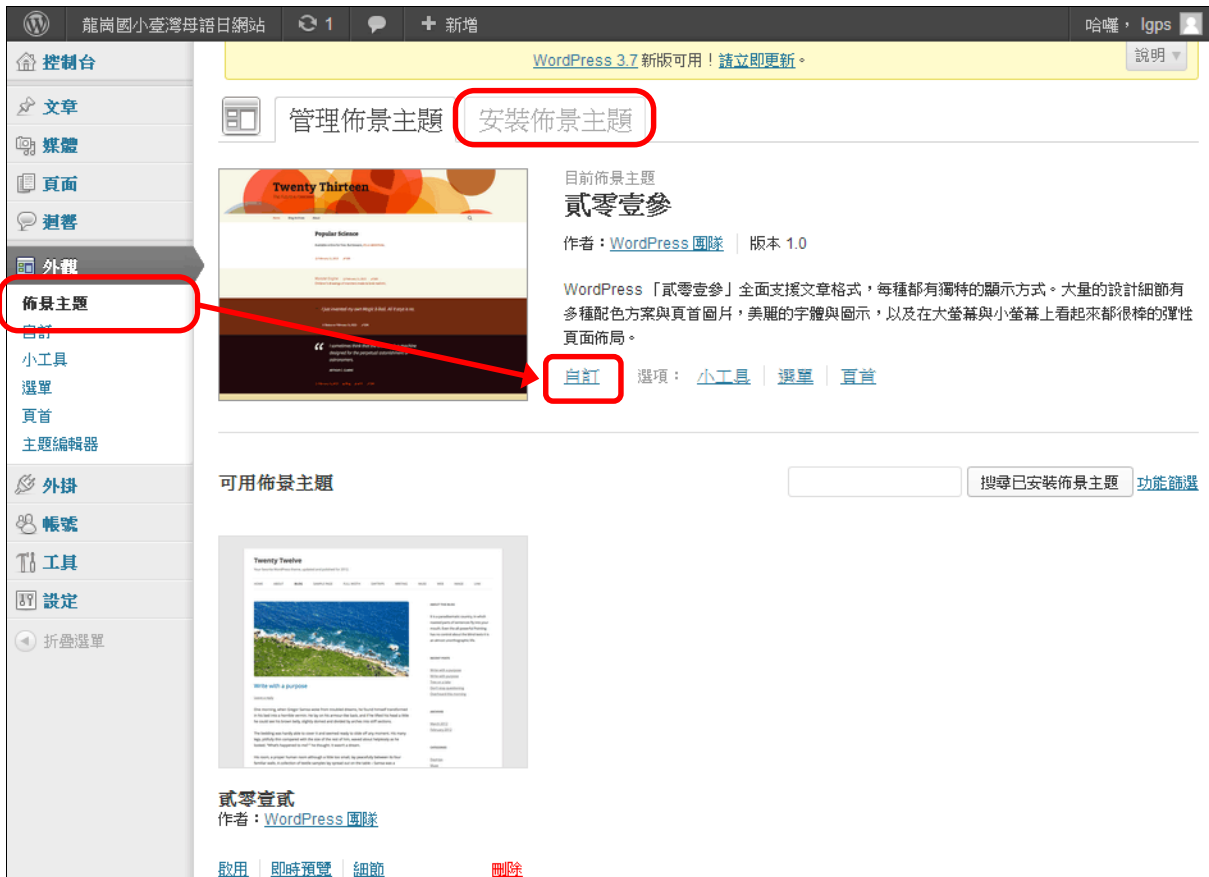 龍崗國小臺灣母語日網站 1 新增
哈囉， lgps
控制台
文章
媒體
頁面
迴響
外觀
佈景主題
自訂
小工具
選單
頁首
主題編輯器
外掛
帳號
工具
設定
折疊選單
WordPress 3.7 新版可用！請立即更新。
說明
管理佈景主題 安裝佈景主題
Twenty Thirteen
Popular Science
目前佈景主題
貳零壹參
作者：WordPress 團隊 版本 1.0
WordPress 「貳零壹參」全面支援文章格式，每種都有獨特的顯示方式。大量的設計細節有
多種配色方案與頁首圖片，美麗的字體與圖示，以及在大螢幕與小螢幕上看起來都很棒的彈性
頁面佈局。
自訂 選項： 小工具 選單 頁首
可用佈景主題
搜尋已安裝佈景主題 功能篩選
Twenty Twelve
Write with a purpose
貳零壹貳
作者：WordPress 團隊
啟用 即時預覽 細節 刪除